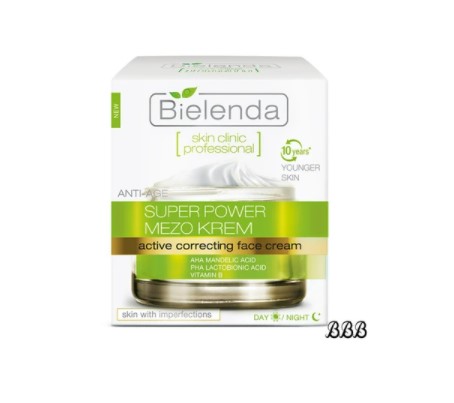 NEW
Bielenda
[ skin clinic
professional ]
10 years*
YOUNGER
SKIN
ANTI-AGE
SUPER POWER
MEZO KREM
active correcting face cream
AHA MANDELIC ACID
PHA LACTOBIONIC ACID
VITAMIN B
skin with imperfections
DAY / NIGHT
BBB